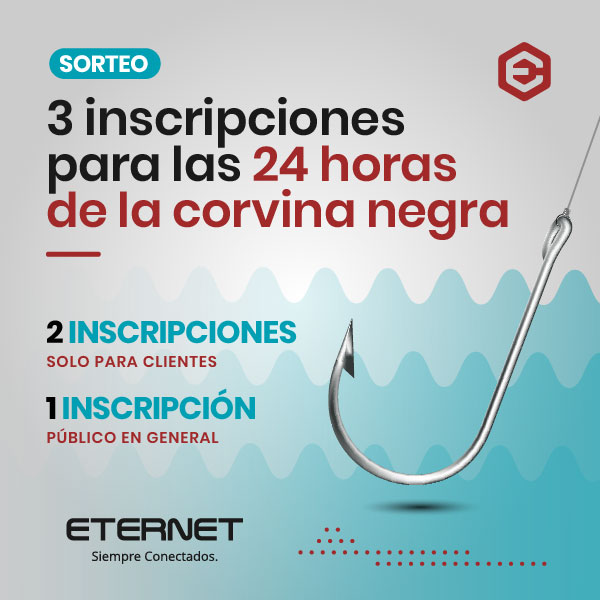 SORTEO
3 inscripciones
para las 24 horas
de la corvina negra
2 INSCRIPCIONES
SOLO PARA CLIENTES
1 INSCRIPCIÓN
PÚBLICO EN GENERAL
ETERNET
Siempre Conectados.